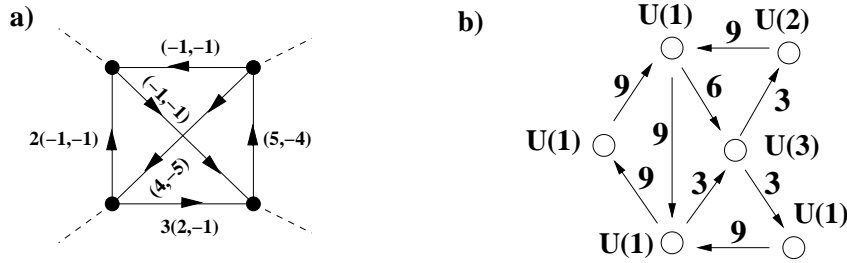 a)
(−1,−1)
(−1,−1)
2(−1,−1)
(5,−4)
(4,−5)
3(2,−1)
b)
U(1)
U(2)
9
9
6
3
9
U(1)
U(3)
9
3
3
U(1)
U(1)
9